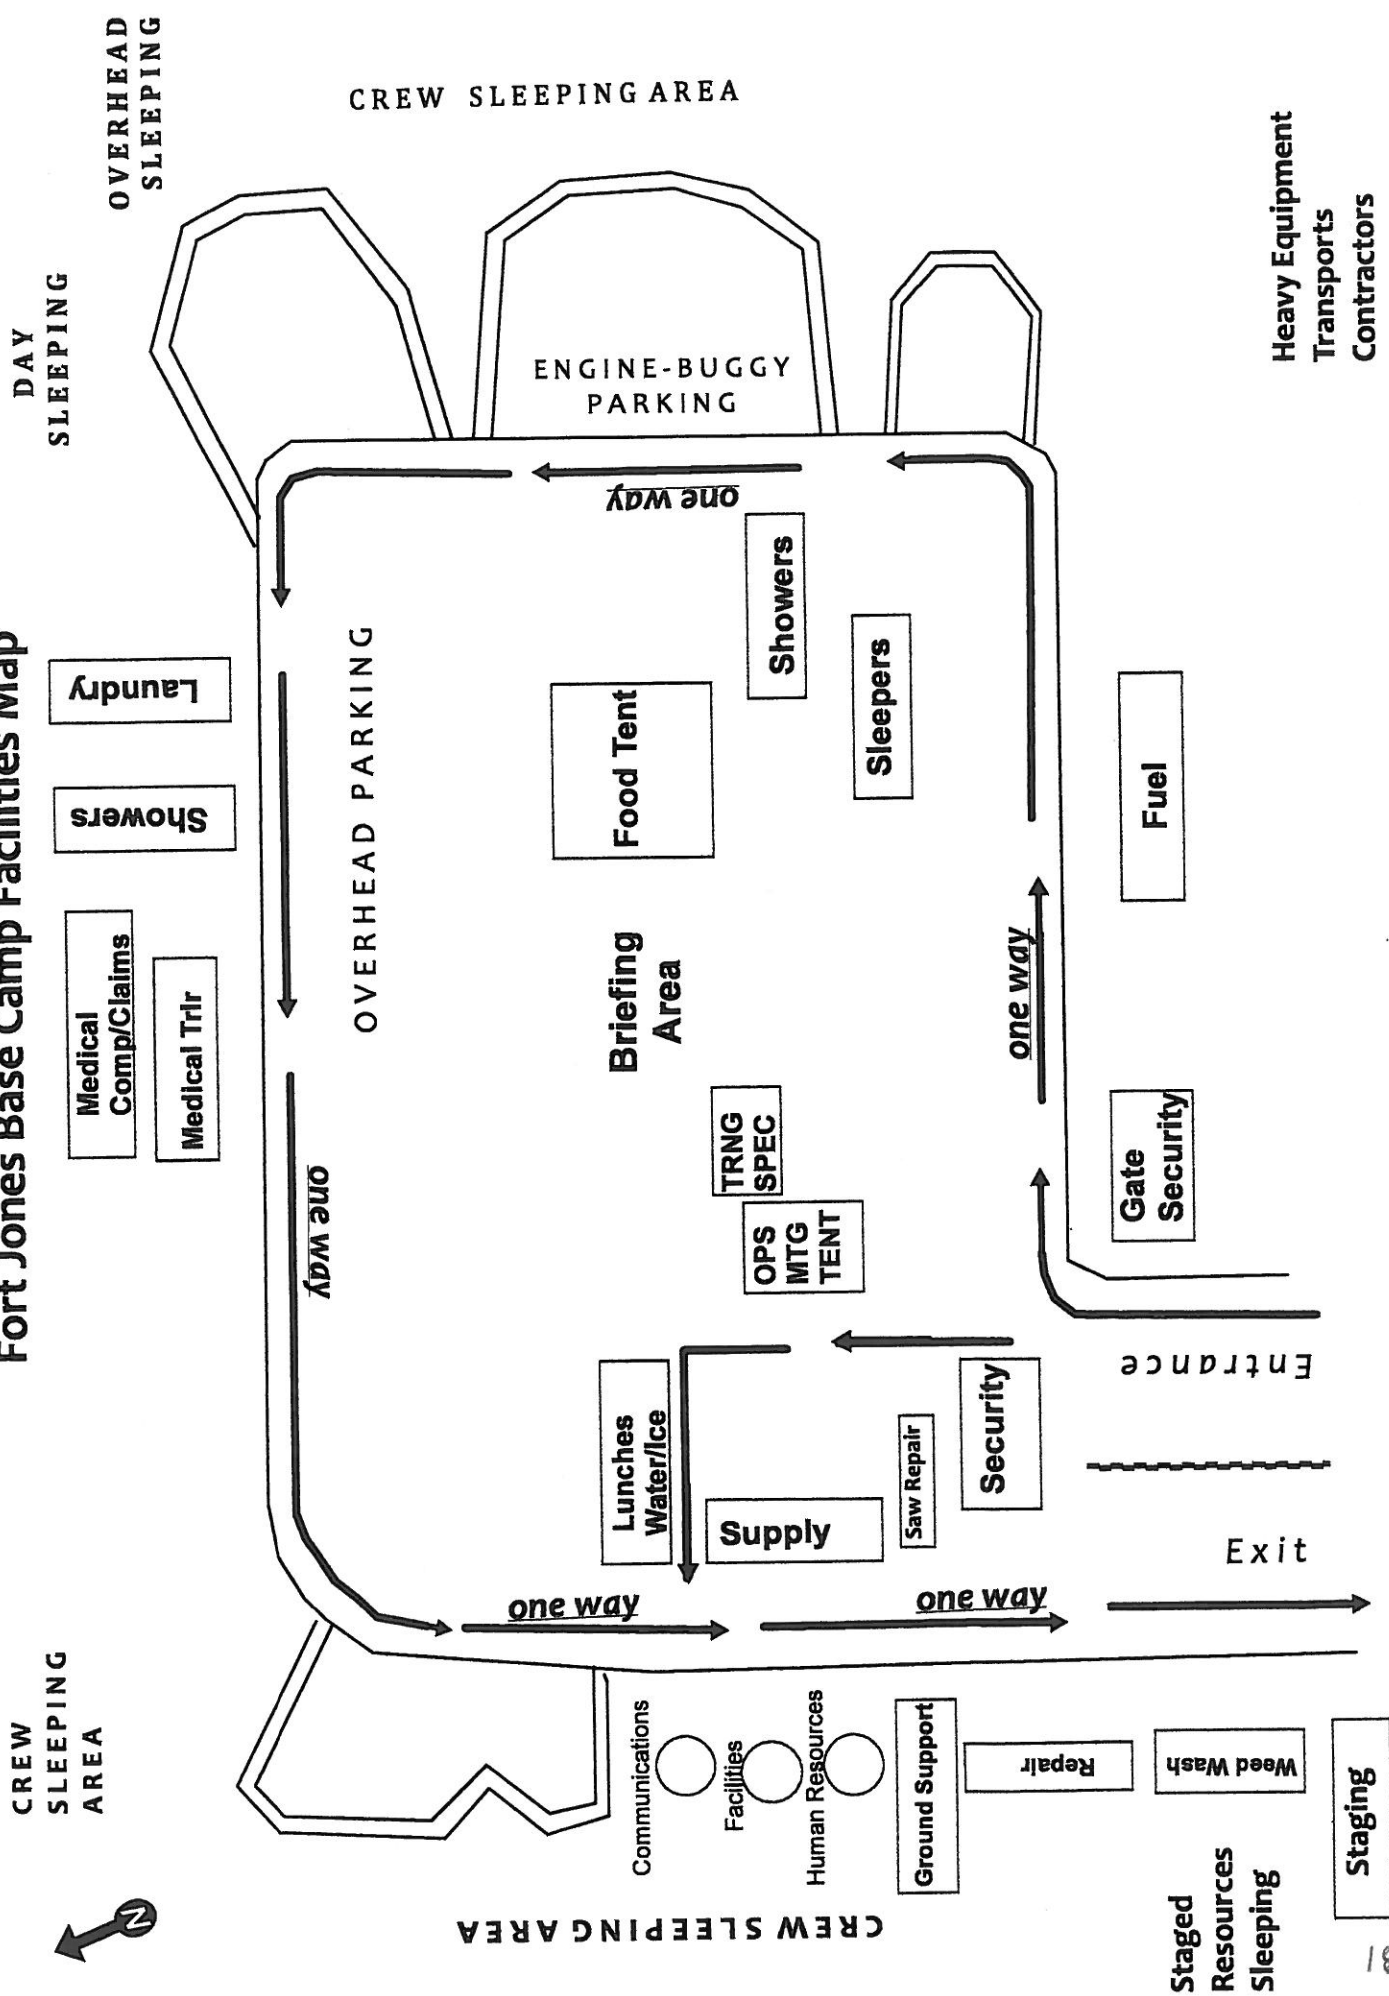 Fort Jones Base Camp Facilities Map
CREW
SLEEPING
AREA
DAY
SLEEPING
OVERHEAD
SLEEPING
N
Medical
Comp/Claims
Medical Trlr
Showers
Laundry
one way
OVERHEAD PARKING
CREW SLEEPING AREA
one way
Briefing
Area
Food Tent
one way
ENGINE-BUGGY
PARKING
CREW SLEEPING AREA
Communications
Facilities
Human Resources
Ground Support
Repair
Weed Wash
Staging
Staged
Resources
Sleeping
Lunches
Water/Ice
Supply
Saw Repair
Security
one way
TRNG
SPEC
OPS
MTG
TENT
Showers
Sleepers
one way
Exit
Entrance
Gate
Security
Fuel
Heavy Equipment
Transports
Contractors